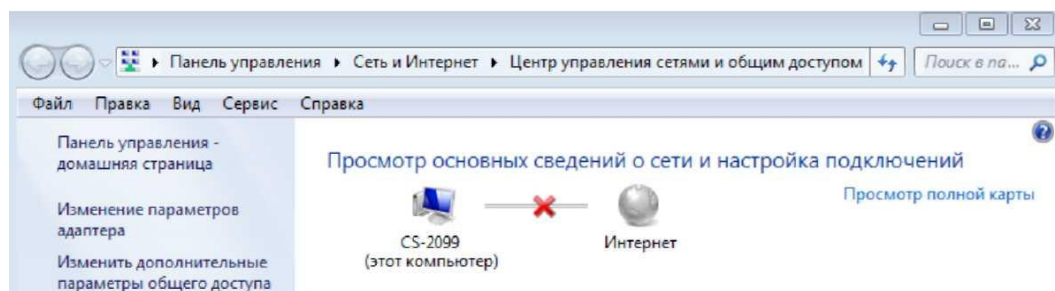 Панель управления ▸ Сеть и Интернет ▸ Центр управления сетями и общим доступом
Поиск в па...
Файл Правка Вид Сервис Справка
Панель управления -
домашняя страница
Изменение параметров
адаптера
Изменить дополнительные
параметры общего доступа
Просмотр основных сведений о сети и настройка подключений
Просмотр полной карты
CS-2099
(этот компьютер)
Интернет